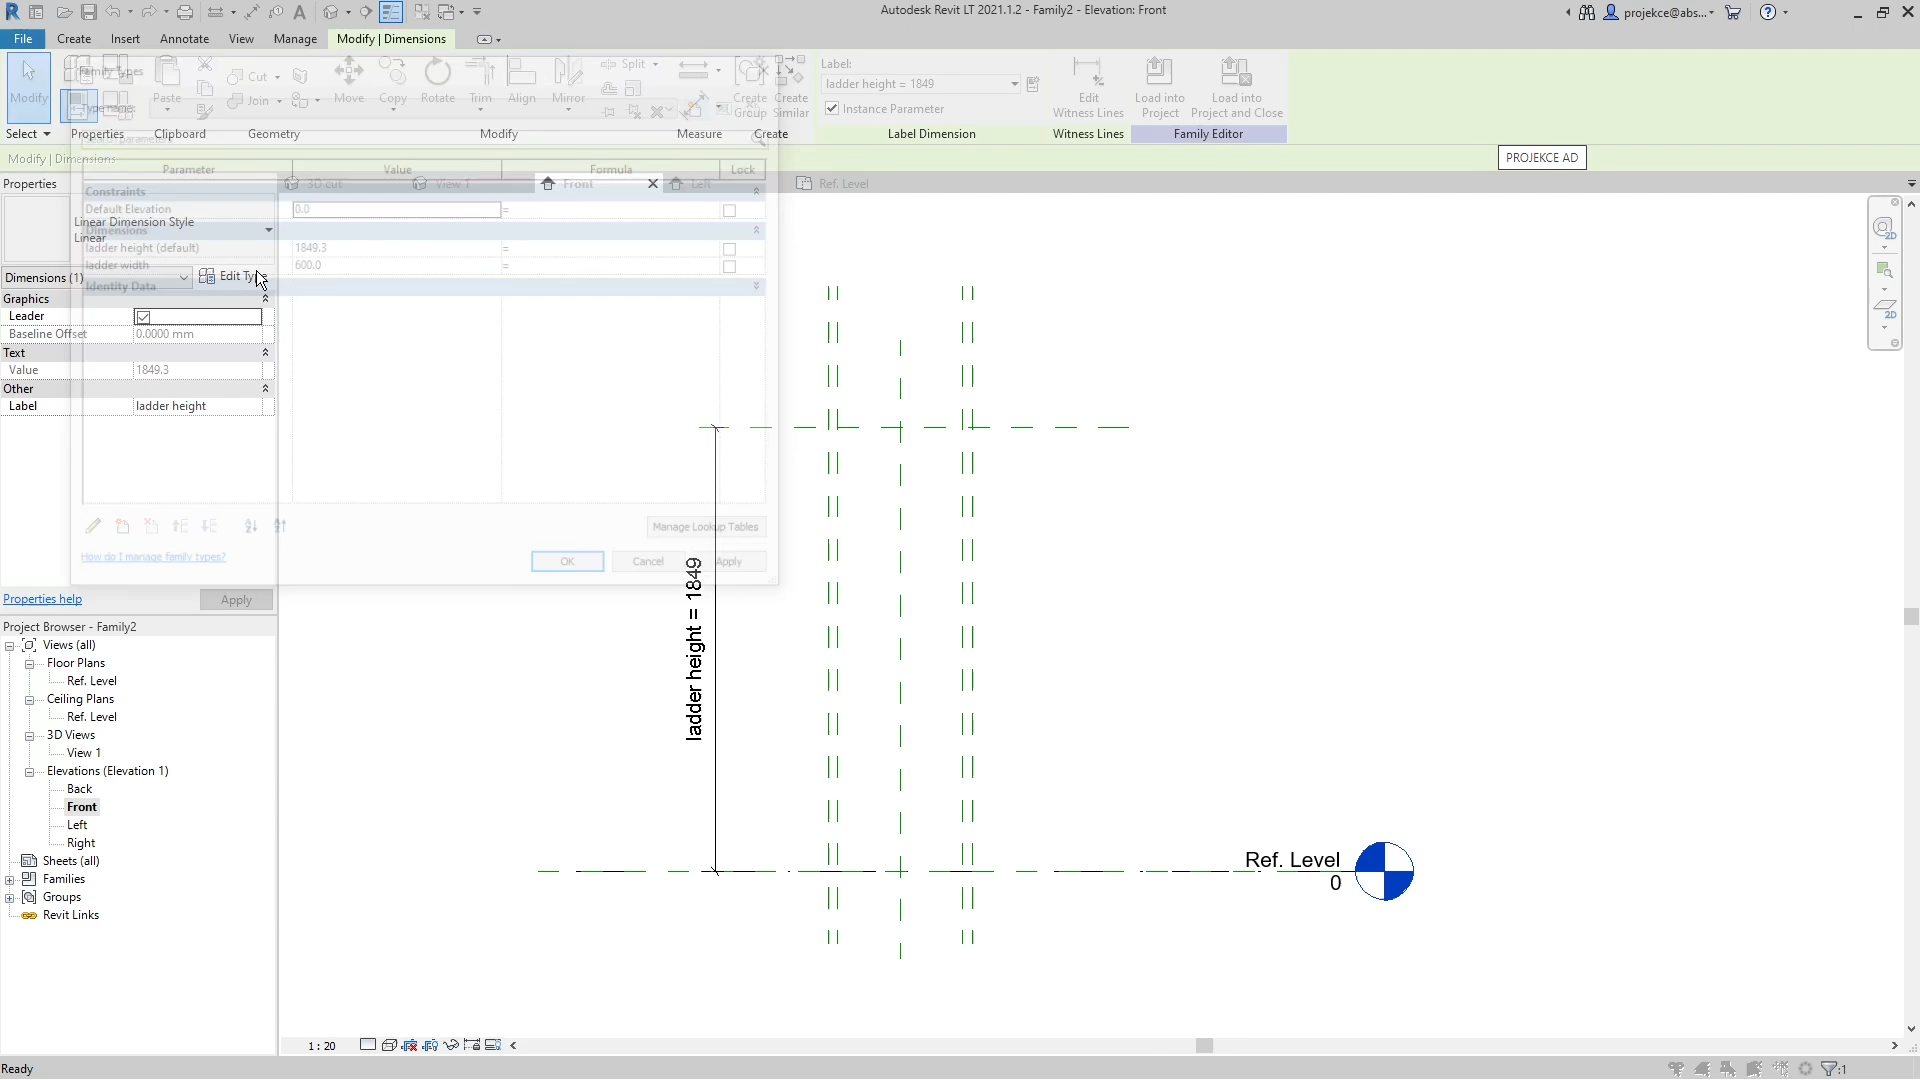 Autodesk Revit LT 2021.1.2 - Family2 - Elevation: Front
projekce@abs...
File Create Insert Annotate View Manage Modify | Dimensions
Family Types
Type name:
Modify
Paste
Cut
Join
Move
Copy
Rotate
Trim
Align
Mirror
Split
Create Group
Create Similar
Label:
ladder height = 1849
Instance Parameter
Edit Witness Lines
Load into Project
Load into Project and Close
Select Properties Clipboard Geometry Modify Measure Create Label Dimension Witness Lines Family Editor
Search parameters
Modify | Dimensions
PROJEKCE AD
Parameter Value Formula Lock
Properties
3D cut View 1 Front Left Ref. Level
Constraints
Default Elevation 0.0 =
Linear Dimension Style
Linear
Dimensions
ladder height (default) 1849.3 =
ladder width 600.0 =
Dimensions (1) Edit Type
Identity Data
Graphics
Leader
Baseline Offset 0.0000 mm
Text
Value 1849.3
Other
Label ladder height
Manage Lookup Tables
How do I manage family types?
OK Cancel Apply
Properties help Apply
ladder height = 1849
Project Browser - Family2
Views (all)
Floor Plans
Ref. Level
Ceiling Plans
Ref. Level
3D Views
View 1
Elevations (Elevation 1)
Back
Front
Left
Right
Sheets (all)
Families
Groups
Revit Links
Ref. Level
0
2D
2D
1 : 20
Ready
:1